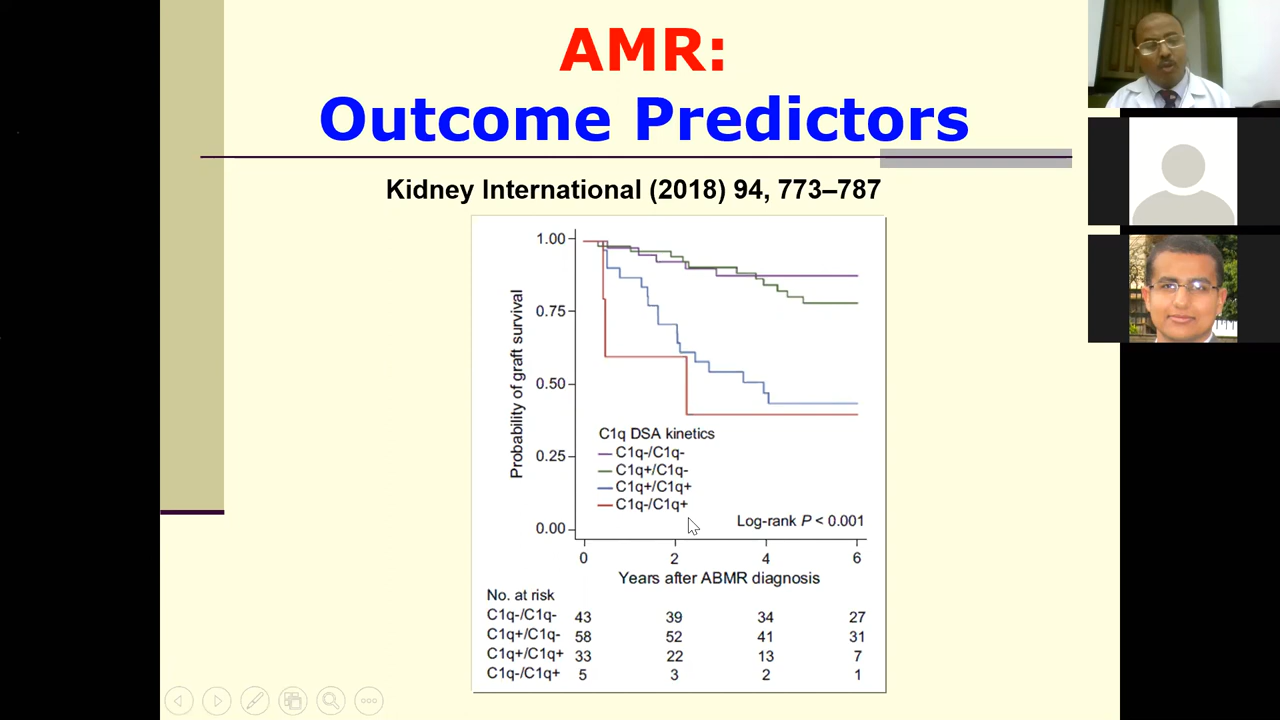 AMR:
Outcome Predictors
Kidney International (2018) 94, 773–787
1.00
0.75
0.50
0.25
0.00
Probability of graft survival
C1q DSA kinetics
C1q-/C1q-
C1q+/C1q-
C1q+/C1q+
C1q-/C1q+
Log-rank P < 0.001
0 2 4 6
Years after ABMR diagnosis
No. at risk
C1q-/C1q- 43 39 34 27
C1q+/C1q- 58 52 41 31
C1q+/C1q+ 33 22 13 7
C1q-/C1q+ 5 3 2 1